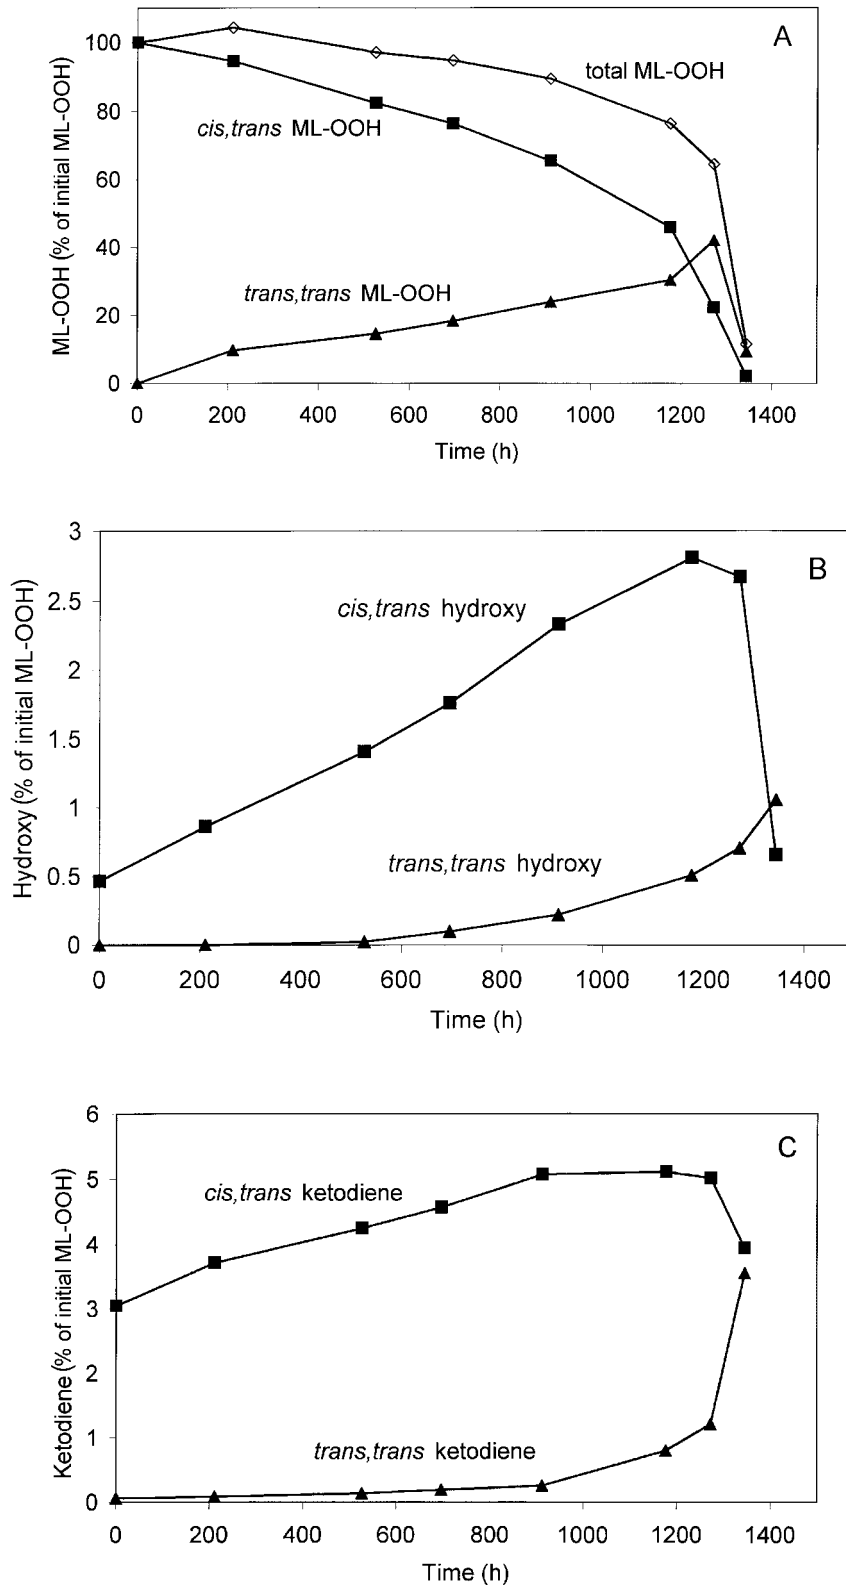 A
100
80
60
40
20
0
total ML-OOH
cis,trans ML-OOH
trans,trans ML-OOH
ML-OOH (% of initial ML-OOH)
0 200 400 600 800 1000 1200 1400
Time (h)
B
3
2.5
2
1.5
1
0.5
0
cis,trans hydroxy
trans,trans hydroxy
Hydroxy (% of initial ML-OOH)
0 200 400 600 800 1000 1200 1400
Time (h)
C
6
5
4
3
2
1
0
cis,trans ketodiene
trans,trans ketodiene
Ketodiene (% of initial ML-OOH)
0 200 400 600 800 1000 1200 1400
Time (h)